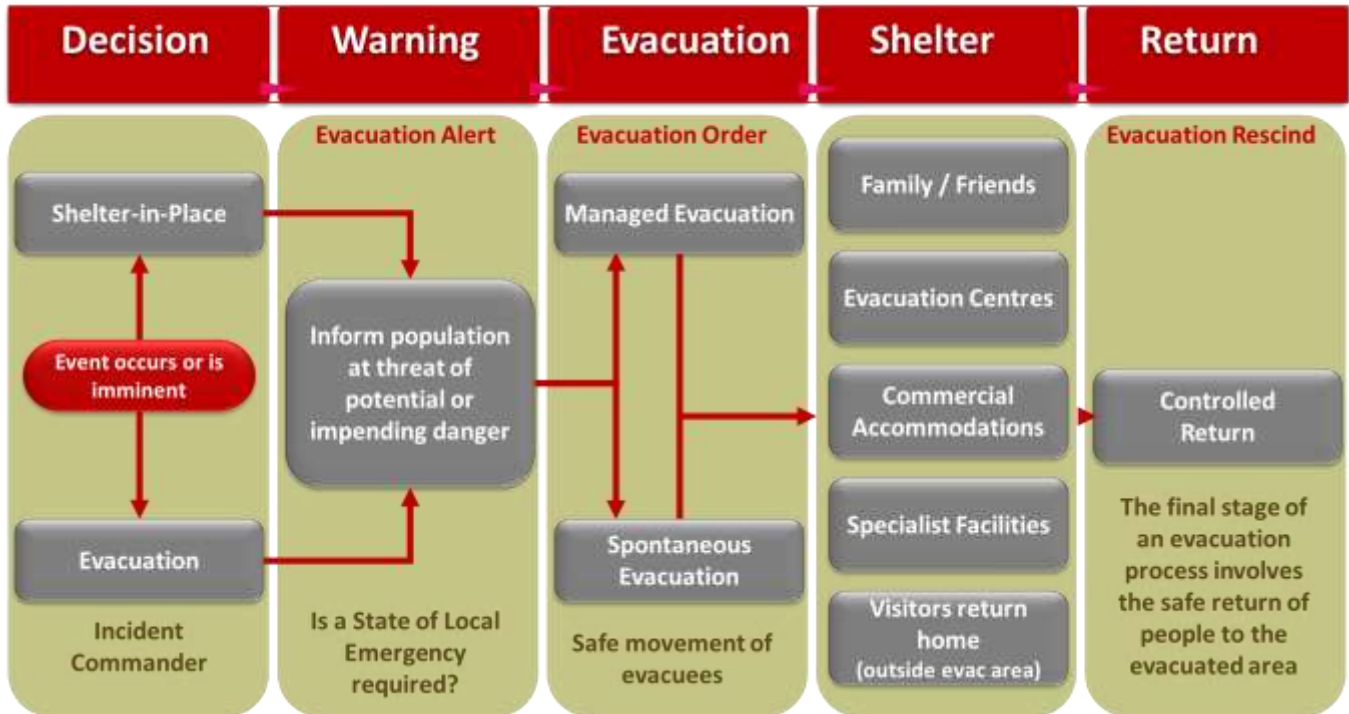 Decision
Warning
Evacuation
Shelter
Return
Shelter-in-Place
Event occurs or is
imminent
Evacuation
Incident
Commander
Evacuation Alert
Inform population
at threat of
potential or
impending danger
Is a State of Local
Emergency
required?
Evacuation Order
Managed Evacuation
Spontaneous
Evacuation
Safe movement of
evacuees
Family / Friends
Evacuation Centres
Commercial
Accommodations
Specialist Facilities
Visitors return
home
(outside evac area)
Evacuation Rescind
Controlled
Return
The final stage of
an evacuation
process involves
the safe return of
people to the
evacuated area